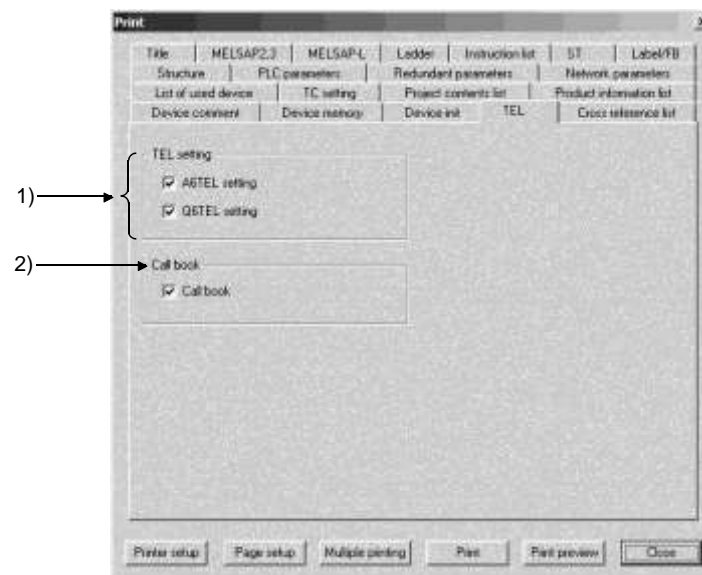 Print
Title MELSAP2,3 MELSAP-L Ladder Instruction list ST Label/FB
Structure PLC parameters Redundant parameters Network parameters
List of used device TC setting Project contents list Product information list
Device comment Device memory Device init TEL Cross reference list
TEL setting
1)
A6TEL setting
Q6TEL setting
2)
Call book
Call book
Printer setup Page setup Multiple printing Print Print preview Close